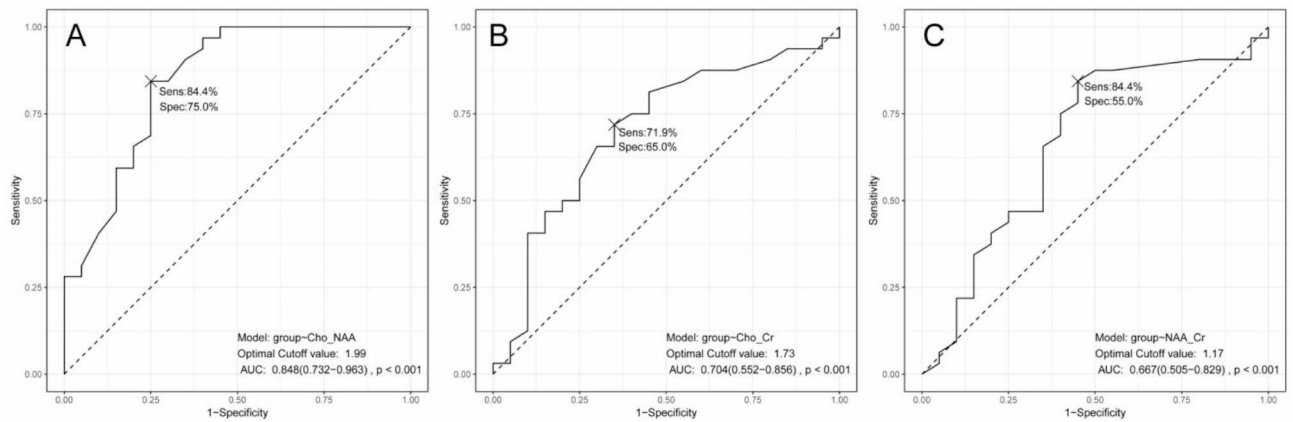 A
1.00
0.75
0.50
0.25
0.00
Sensitivity
Sens:84.4%
Spec:75.0%
Model: group~Cho_NAA
Optimal Cutoff value: 1.99
AUC: 0.848(0.732−0.963) , p < 0.001
0.00 0.25 0.50 0.75 1.00
1−Specificity
B
1.00
0.75
0.50
0.25
0.00
Sensitivity
Sens:71.9%
Spec:65.0%
Model: group~Cho_Cr
Optimal Cutoff value: 1.73
AUC: 0.704(0.552−0.856) , p < 0.001
0.00 0.25 0.50 0.75 1.00
1−Specificity
C
1.00
0.75
0.50
0.25
0.00
Sensitivity
Sens:84.4%
Spec:55.0%
Model: group~NAA_Cr
Optimal Cutoff value: 1.17
AUC: 0.667(0.505−0.829) , p < 0.001
0.00 0.25 0.50 0.75 1.00
1−Specificity